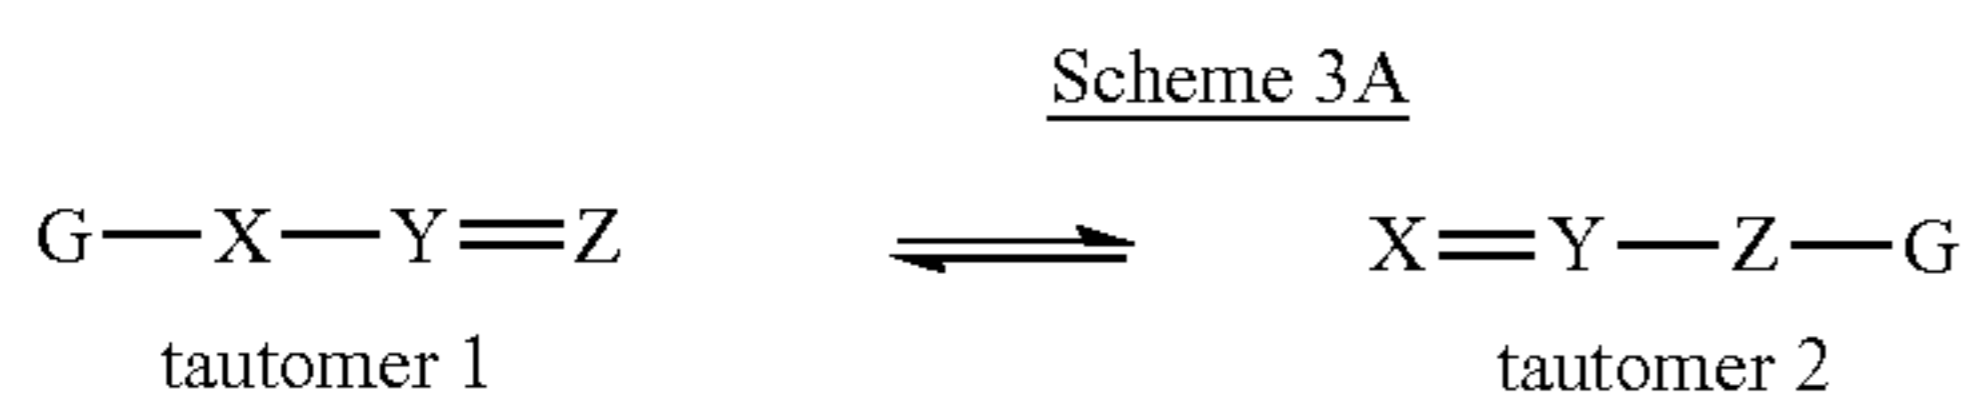 Scheme 3A
G—X—Y=Z ⇌ X=Y—Z—G
tautomer 1 tautomer 2